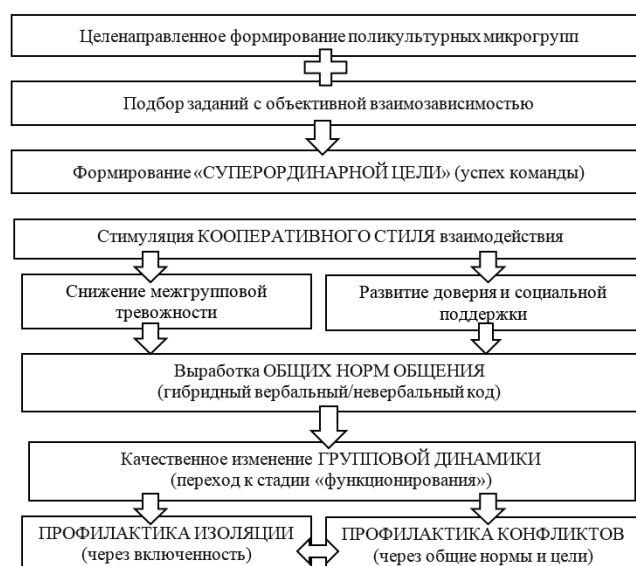 Целенаправленное формирование поликультурных микрогрупп
Подбор заданий с объективной взаимозависимостью
Формирование «СУПЕРОРДИНАРНОЙ ЦЕЛИ» (успех команды)
Стимуляция КООПЕРАТИВНОГО СТИЛЯ взаимодействия
Снижение межгрупповой
тревожности
Развитие доверия и социальной
поддержки
Выработка ОБЩИХ НОРМ ОБЩЕНИЯ
(гибридный вербальный/невербальный код)
Качественное изменение ГРУППОВОЙ ДИНАМИКИ
(переход к стадии «функционирования»)
ПРОФИЛАКТИКА ИЗОЛЯЦИИ
(через включенность)
ПРОФИЛАКТИКА КОНФЛИКТОВ
(через общие нормы и цели)